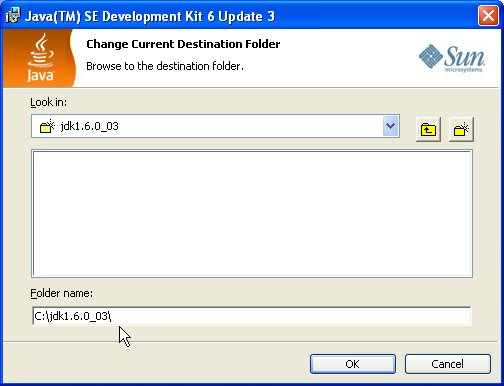 Java(TM) SE Development Kit 6 Update 3
Change Current Destination Folder
Browse to the destination folder.
Java
Sun
microsystems
Look in:
jdk1.6.0_03
Folder name:
C:\jdk1.6.0_03\
OK
Cancel